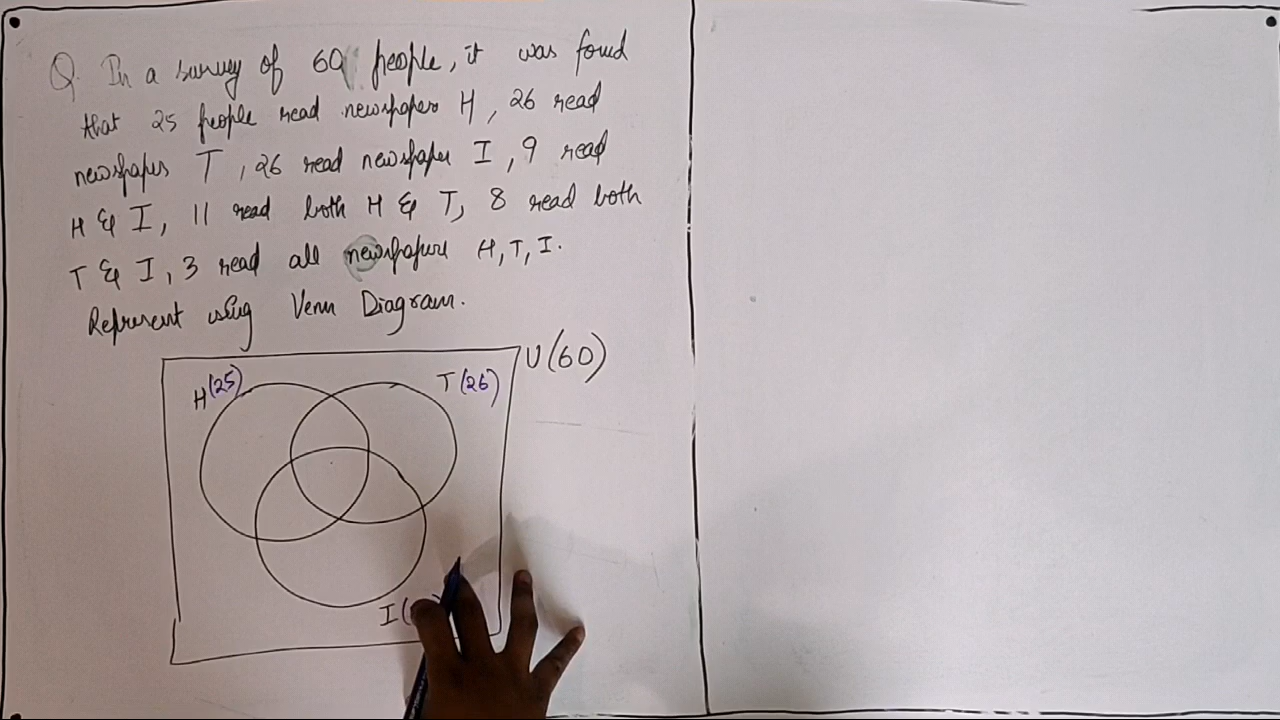 Q. In a survey of 60 people, it was found
that 25 people read newspaper H, 26 read
newspaper T, 26 read newspaper I, 9 read
H & I, 11 read both H & T, 8 read both
T & I, 3 read all newspapers H, T, I.
Represent using Venn Diagram.
U(60)
H(25)
T(26)
I(